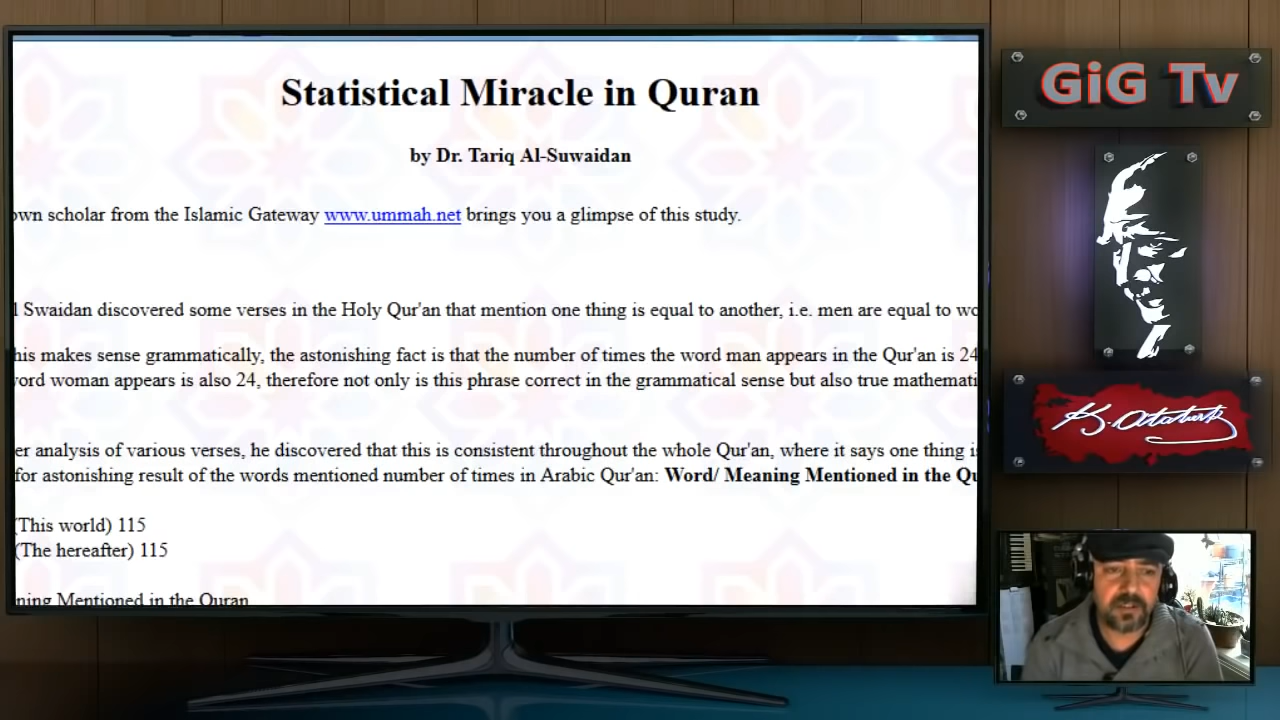 Statistical Miracle in Quran
by Dr. Tariq Al-Suwaidan
own scholar from the Islamic Gateway www.ummah.net brings you a glimpse of this study.
l Swaidan discovered some verses in the Holy Qur'an that mention one thing is equal to another, i.e. men are equal to wo
his makes sense grammatically, the astonishing fact is that the number of times the word man appears in the Qur'an is 24
ord woman appears is also 24, therefore not only is this phrase correct in the grammatical sense but also true mathemati
er analysis of various verses, he discovered that this is consistent throughout the whole Qur'an, where it says one thing is
for astonishing result of the words mentioned number of times in Arabic Qur'an: Word/ Meaning Mentioned in the Qu
(This world) 115
(The hereafter) 115
ning Mentioned in the Quran
GiG Tv
K. Atatürk